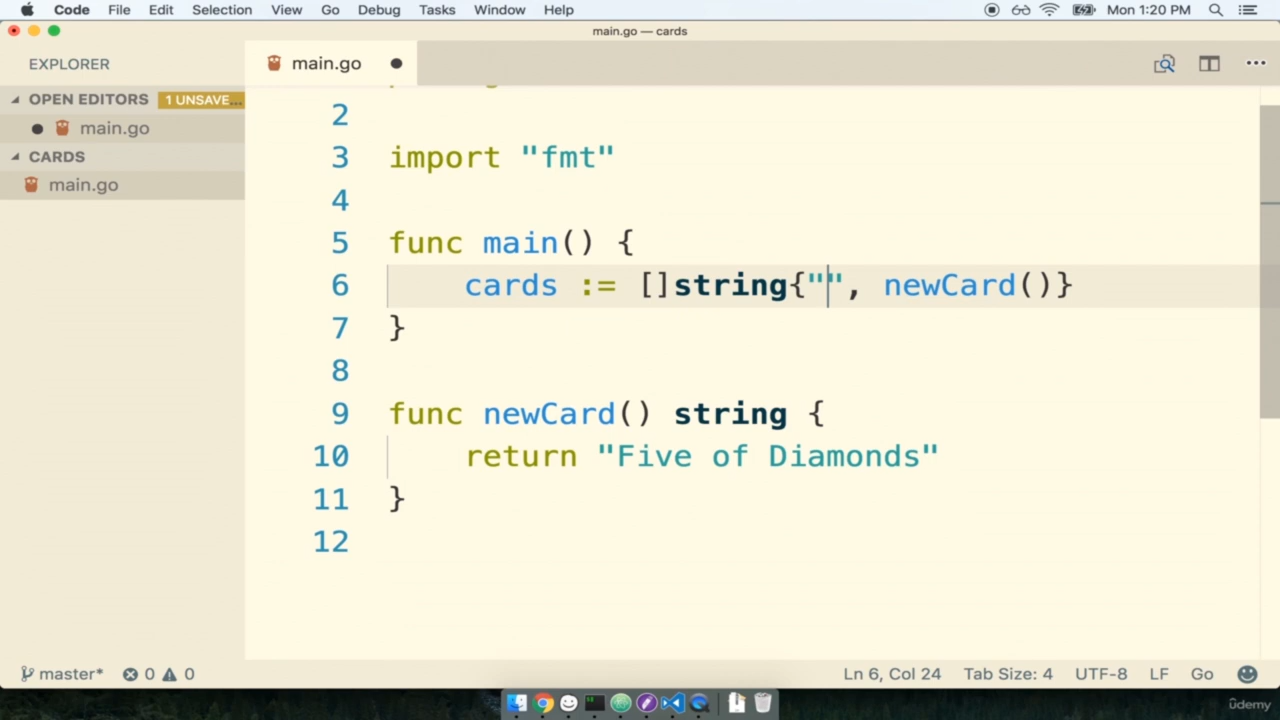 Code File Edit Selection View Go Debug Tasks Window Help Mon 1:20 PM
main.go — cards
EXPLORER
main.go
OPEN EDITORS 1 UNSAVE...
main.go
CARDS
main.go
2
3 import "fmt"
4
5 func main() {
6 cards := []string{"", newCard()}
7 }
8
9 func newCard() string {
10 return "Five of Diamonds"
11 }
12
master* 0 0 Ln 6, Col 24 Tab Size: 4 UTF-8 LF Go
ûdemy